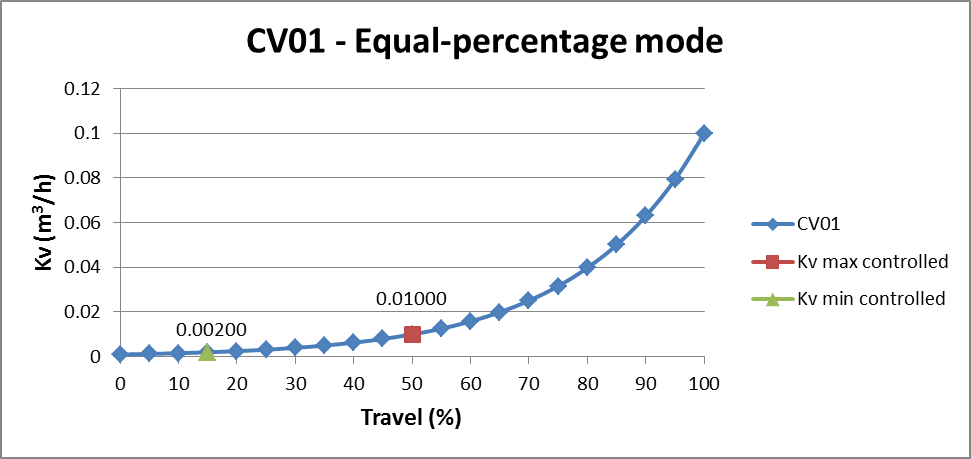 CV01 - Equal-percentage mode
0.12
0.1
0.08
0.06
0.04
0.02
0
Kv (m³/h)
0.00200
0.01000
0 10 20 30 40 50 60 70 80 90 100
Travel (%)
CV01
Kv max controlled
Kv min controlled